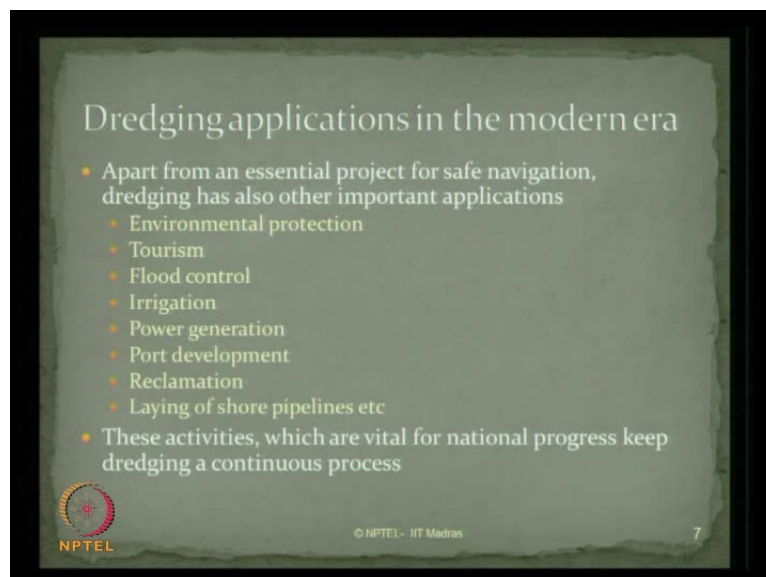 Dredging applications in the modern era
Apart from an essential project for safe navigation,
dredging has also other important applications
Environmental protection
Tourism
Flood control
Irrigation
Power generation
Port development
Reclamation
Laying of shore pipelines etc
These activities, which are vital for national progress keep
dredging a continuous process
NPTEL
© NPTEL- IIT Madras
7